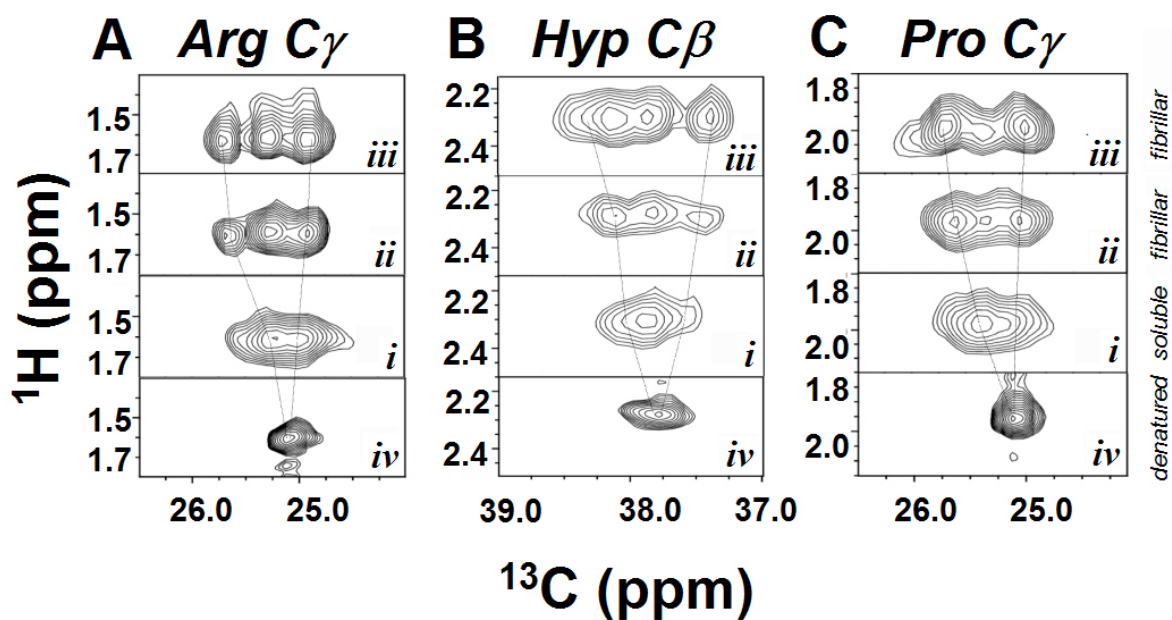 A Arg Cγ B Hyp Cβ C Pro Cγ
1.5 1.7 iii 2.2 2.4 iii 1.8 2.0 iii fibrillar
1.5 1.7 ii 2.2 2.4 ii 1.8 2.0 ii fibrillar
1.5 1.7 i 2.2 2.4 i 1.8 2.0 i soluble
1.5 1.7 iv 2.2 2.4 iv 1.8 2.0 iv denatured
26.0 25.0 39.0 38.0 37.0 26.0 25.0
¹H (ppm)
¹³C (ppm)